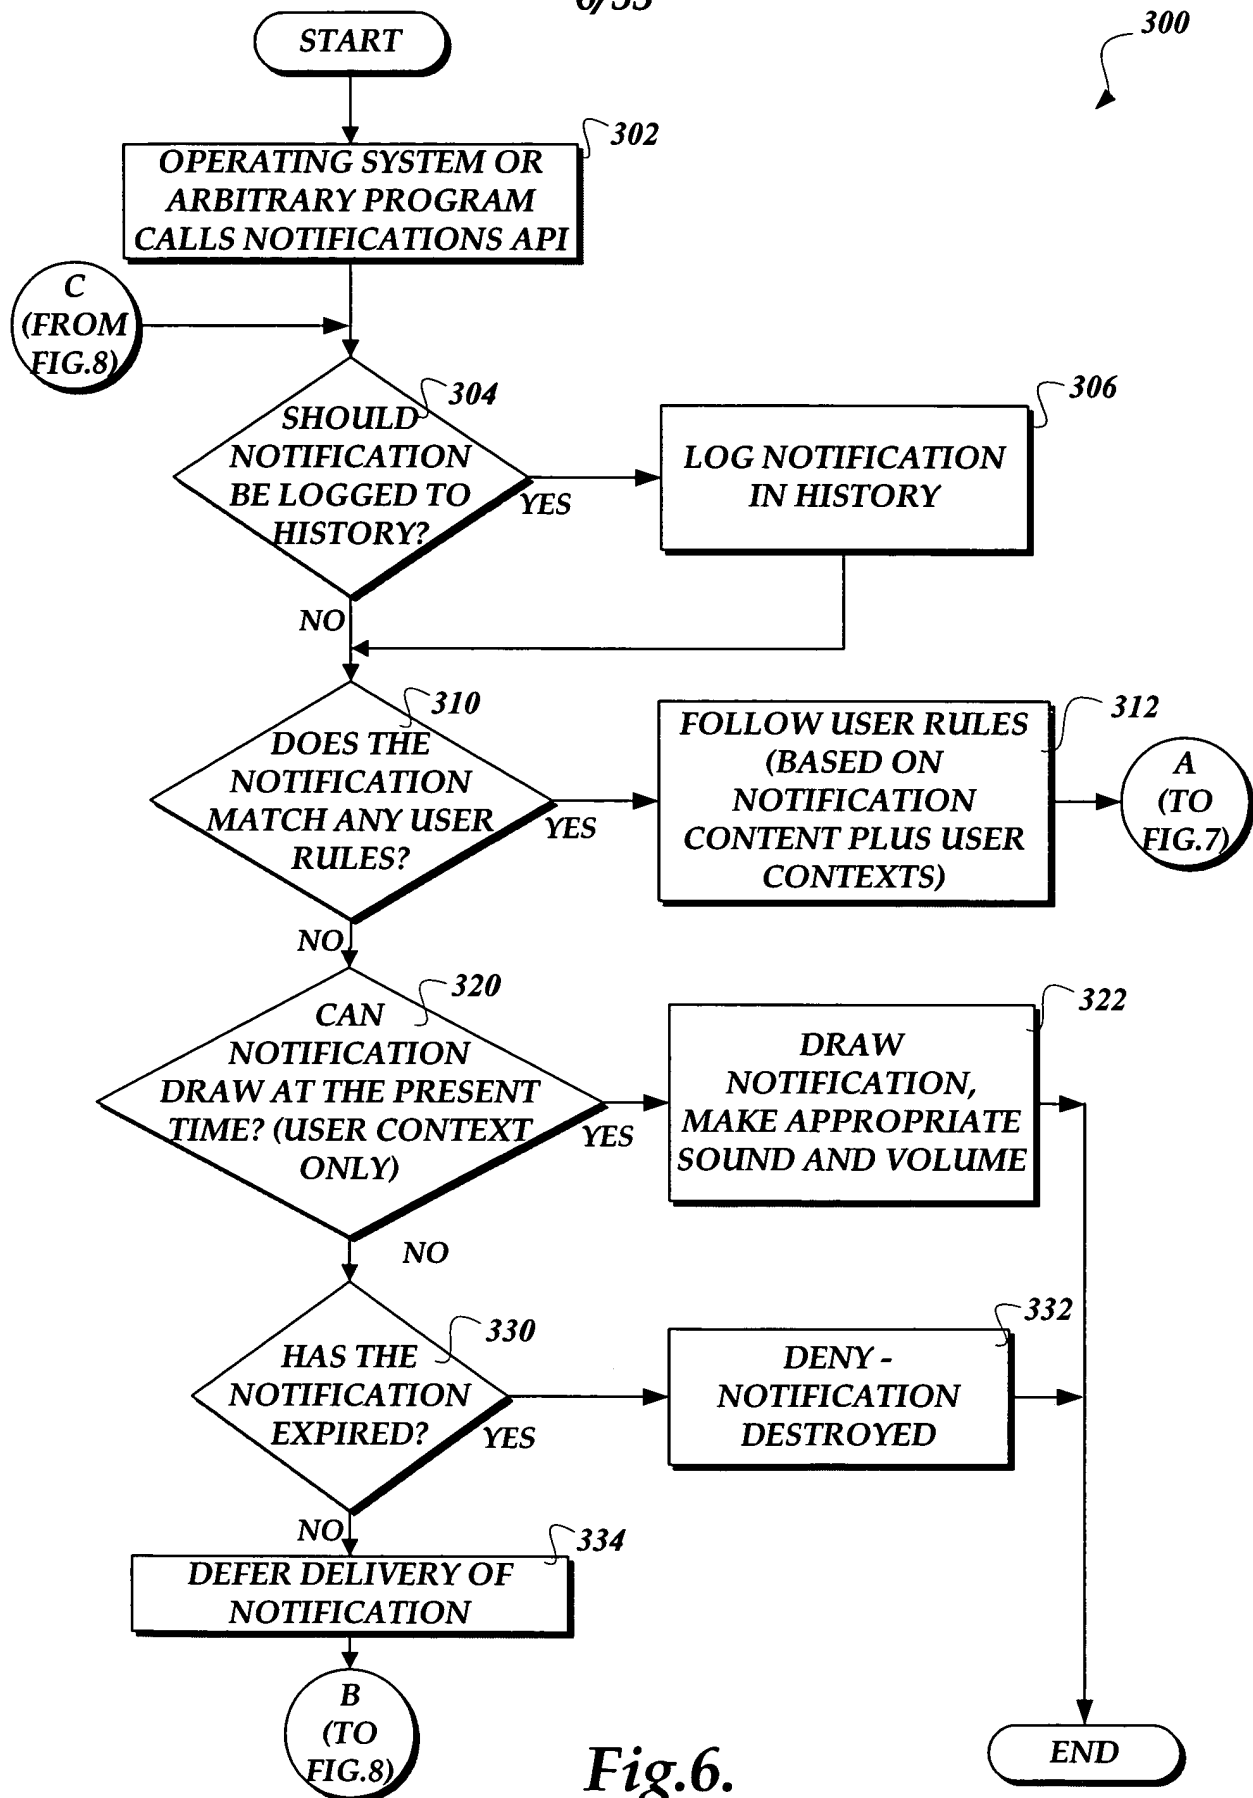 6/55
START
300
302
OPERATING SYSTEM OR
ARBITRARY PROGRAM
CALLS NOTIFICATIONS API
C
(FROM
FIG.8)
304
SHOULD
NOTIFICATION
BE LOGGED TO
HISTORY?
YES
306
LOG NOTIFICATION
IN HISTORY
NO
310
DOES THE
NOTIFICATION
MATCH ANY USER
RULES?
YES
312
FOLLOW USER RULES
(BASED ON
NOTIFICATION
CONTENT PLUS USER
CONTEXTS)
A
(TO
FIG.7)
NO
320
CAN
NOTIFICATION
DRAW AT THE PRESENT
TIME? (USER CONTEXT
ONLY)
YES
322
DRAW
NOTIFICATION,
MAKE APPROPRIATE
SOUND AND VOLUME
NO
330
HAS THE
NOTIFICATION
EXPIRED?
YES
332
DENY -
NOTIFICATION
DESTROYED
NO
334
DEFER DELIVERY OF
NOTIFICATION
B
(TO
FIG.8)
END
Fig.6.